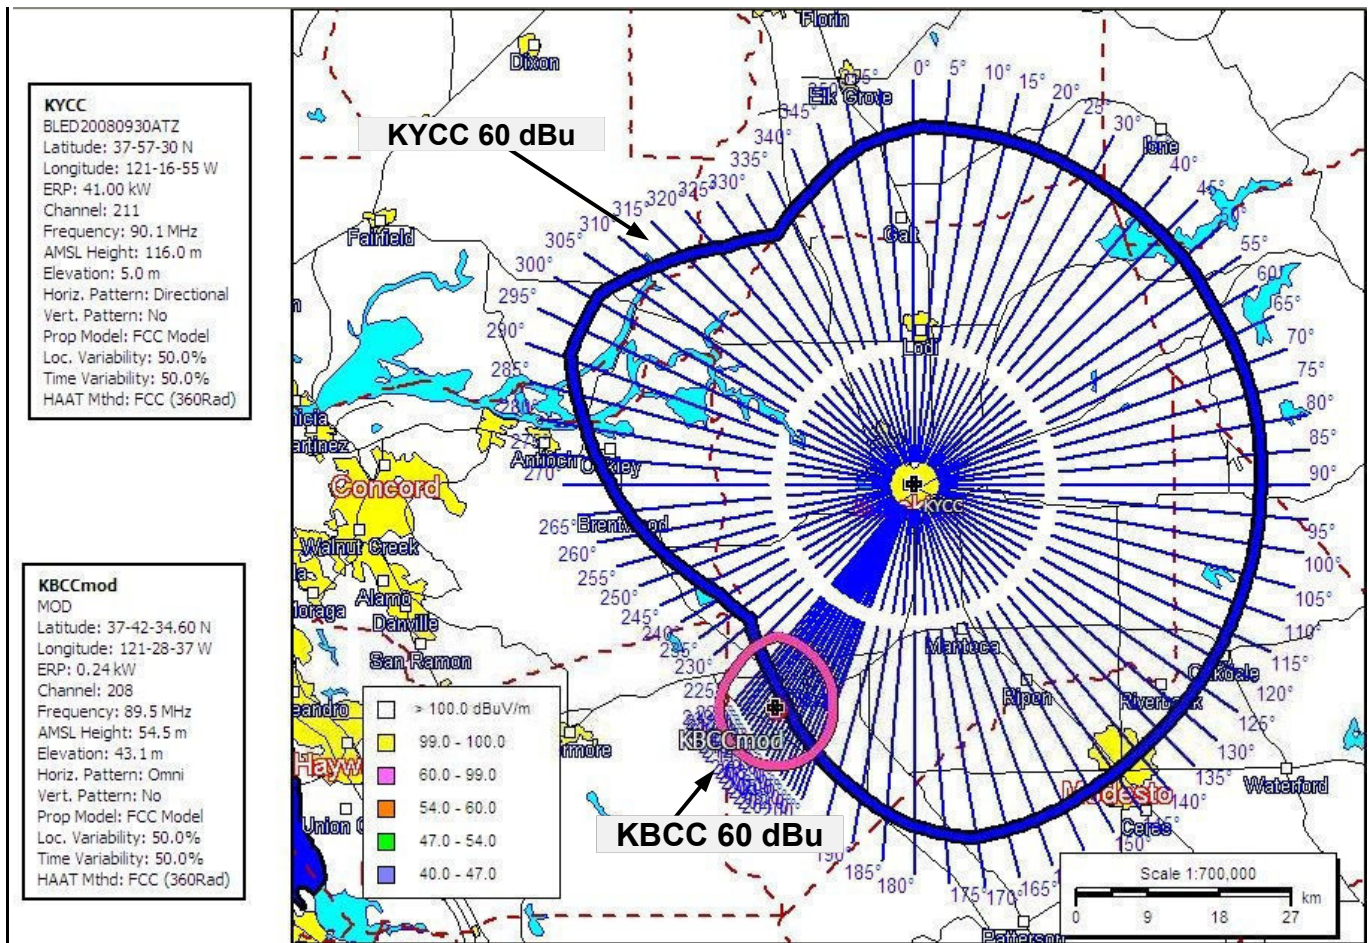 KYCC
BLED20080930ATZ
Latitude: 37-57-30 N
Longitude: 121-16-55 W
ERP: 41.00 kW
Channel: 211
Frequency: 90.1 MHz
AMSL Height: 116.0 m
Elevation: 5.0 m
Horiz. Pattern: Directional
Vert. Pattern: No
Prop Model: FCC Model
Loc. Variability: 50.0%
Time Variability: 50.0%
HAAT Mthd: FCC (360Rad)
KBCCmod
MOD
Latitude: 37-42-34.60 N
Longitude: 121-28-37 W
ERP: 0.24 kW
Channel: 208
Frequency: 89.5 MHz
AMSL Height: 54.5 m
Elevation: 43.1 m
Horiz. Pattern: Omni
Vert. Pattern: No
Prop Model: FCC Model
Loc. Variability: 50.0%
Time Variability: 50.0%
HAAT Mthd: FCC (360Rad)
Florin
Dixon
Elk Grove
KYCC 60 dBu
Ione
Fairfield
Galt
Lodi
0°
5°
10°
15°
20°
25°
30°
40°
45°
50°
55°
60°
65°
70°
75°
80°
85°
90°
95°
100°
105°
110°
115°
120°
125°
130°
135°
140°
150°
165°
170°
175°
180°
185°
190°
225°
230°
235°
240°
245°
250°
255°
260°
265°
270°
275°
280°
285°
290°
295°
300°
305°
310°
315°
320°
325°
330°
335°
340°
345°
Antioch
Oakley
Concord
KYCC
Brentwood
Walnut Creek
Alamo
Danville
San Ramon
Manteca
Oakdale
Ripon
Riverbank
KBCCmod
Waterford
Modesto
Ceres
Union
Patterson
> 100.0 dBuV/m
99.0 - 100.0
60.0 - 99.0
54.0 - 60.0
47.0 - 54.0
40.0 - 47.0
KBCC 60 dBu
Scale 1:700,000
km
0 9 18 27